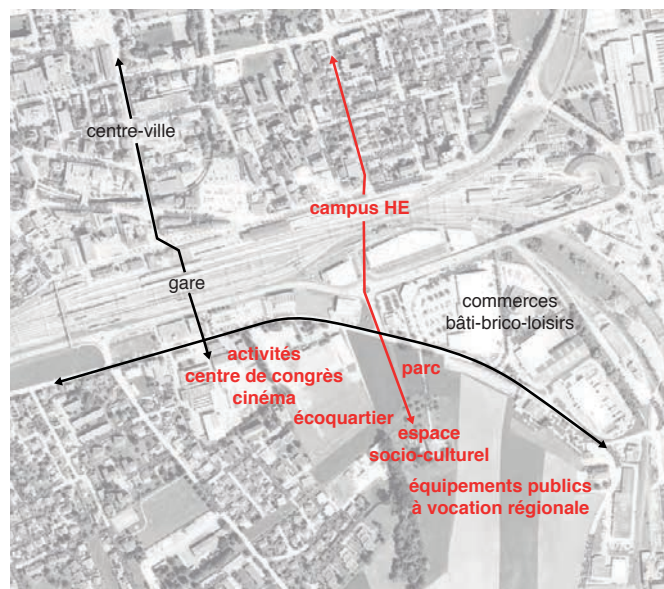 centre-ville
campus HE
gare
commerces
bâti-brico-loisirs
activités
centre de congrès
cinéma
parc
écoquartier
espace
socio-culturel
équipements publics
à vocation régionale